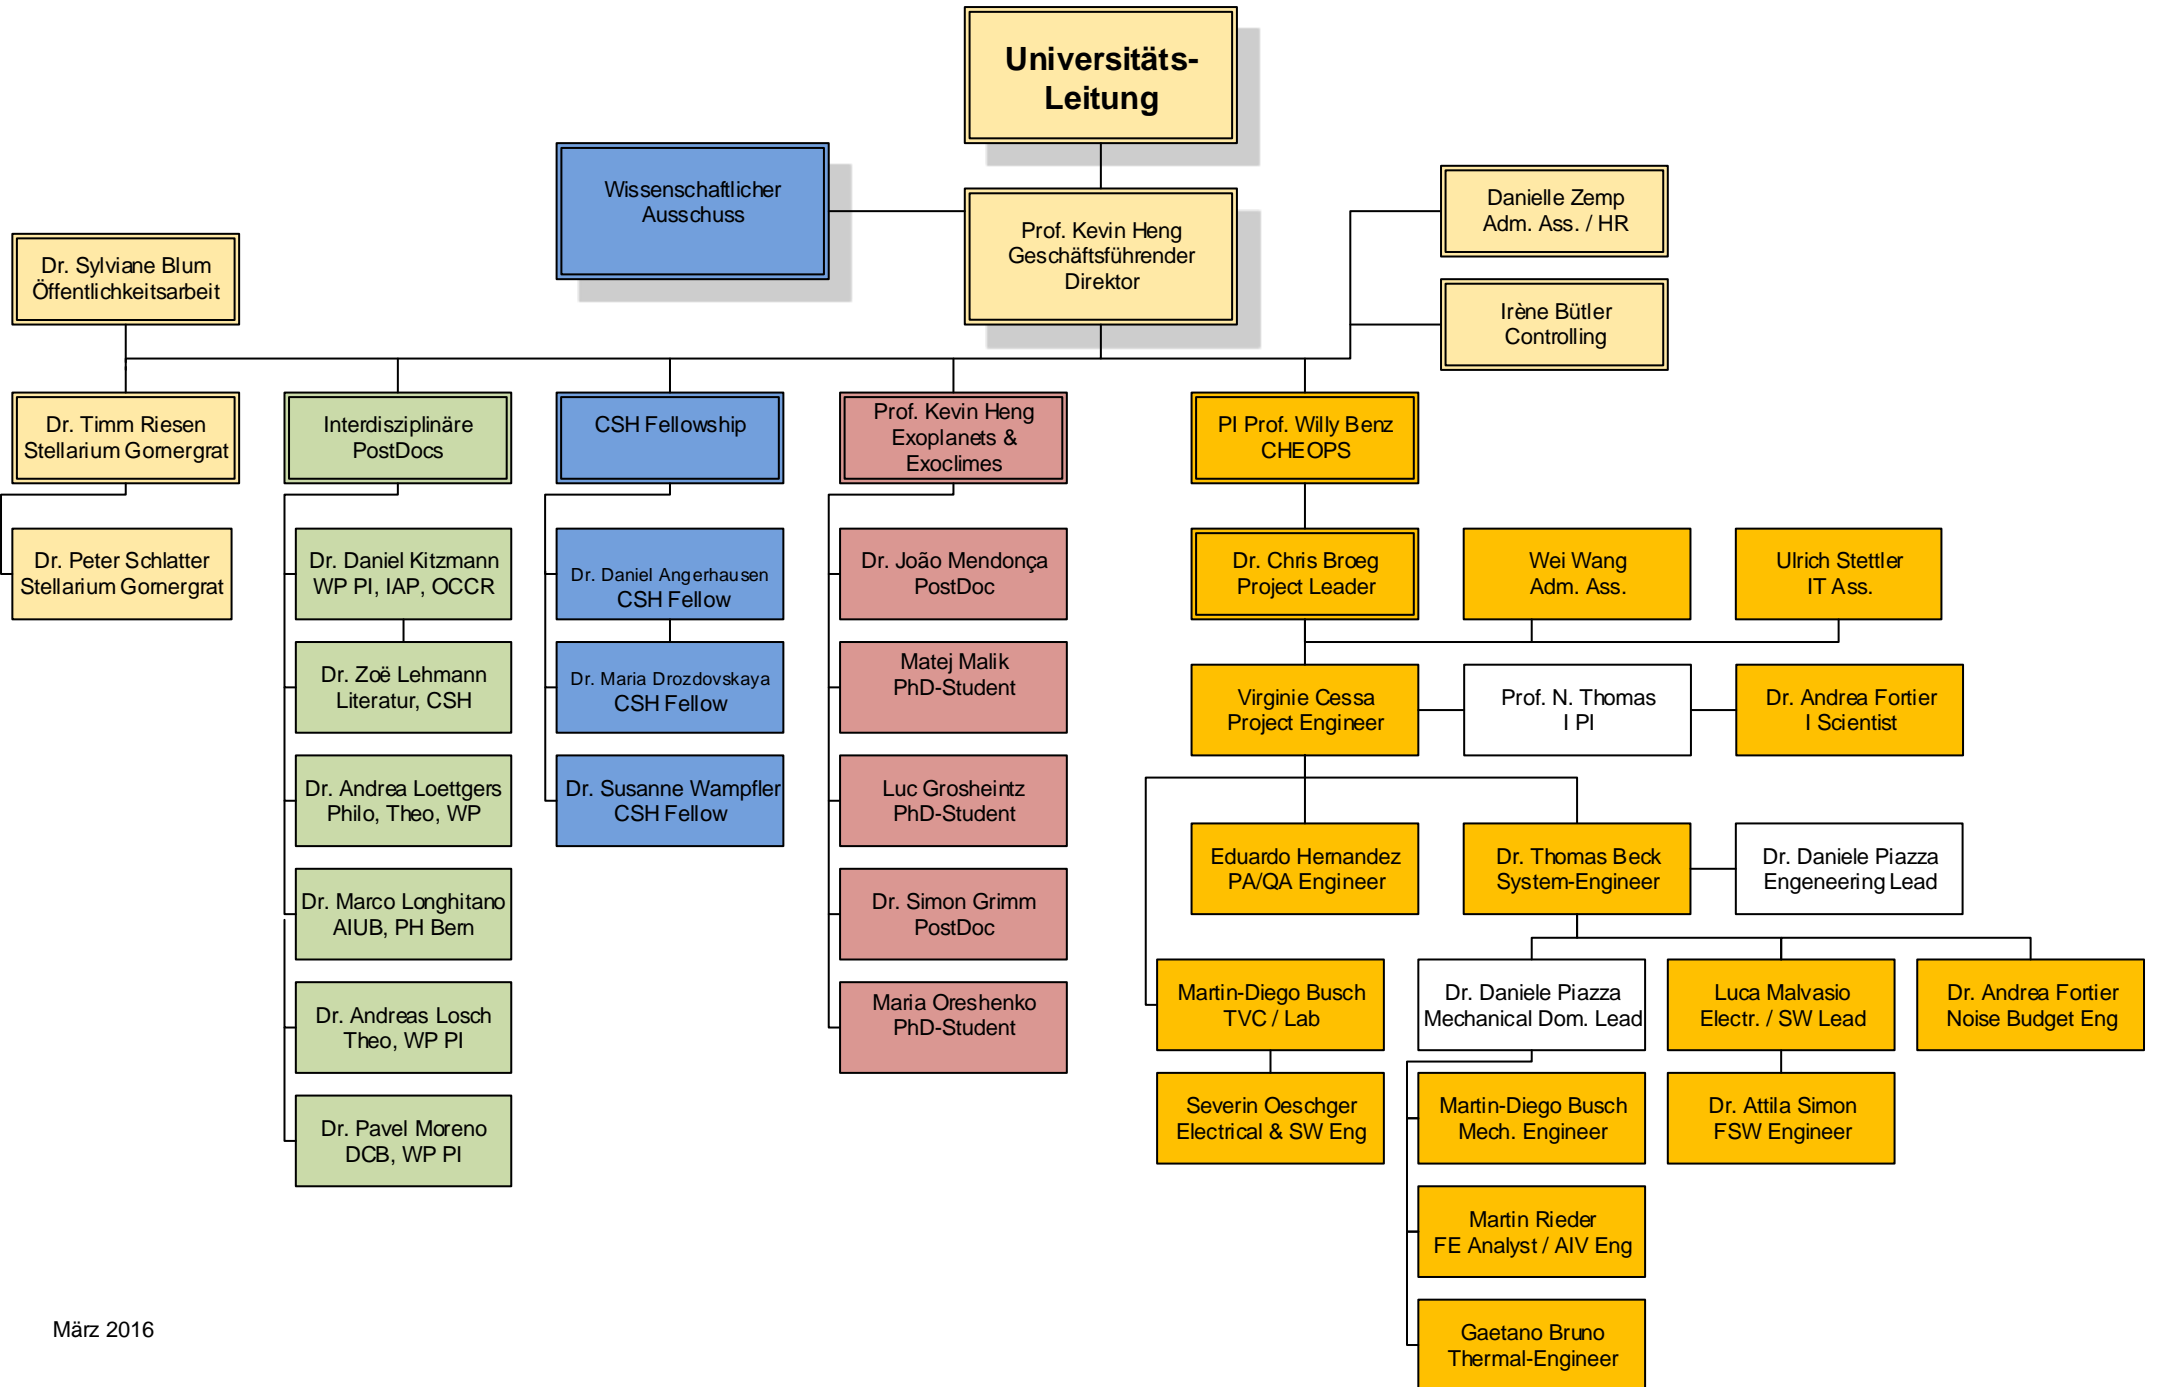 Universitäts-
Leitung
Wissenschaftlicher
Ausschuss
Prof. Kevin Heng
Geschäftsführender
Direktor
Danielle Zemp
Adm. Ass. / HR
Irène Bütler
Controlling
Dr. Sylviane Blum
Öffentlichkeitsarbeit
Dr. Timm Riesen
Stellarium Gornergrat
Interdisziplinäre
PostDocs
CSH Fellowship
Prof. Kevin Heng
Exoplanets &
Exoclimes
PI Prof. Willy Benz
CHEOPS
Dr. Peter Schlatter
Stellarium Gornergrat
Dr. Daniel Kitzmann
WP PI, IAP, OCCR
Dr. Zoë Lehmann
Literatur, CSH
Dr. Andrea Loettgers
Philo, Theo, WP
Dr. Marco Longhitano
AIUB, PH Bern
Dr. Andreas Losch
Theo, WP PI
Dr. Pavel Moreno
DCB, WP PI
Dr. Daniel Angerhausen
CSH Fellow
Dr. Maria Drozdovskaya
CSH Fellow
Dr. Susanne Wampfler
CSH Fellow
Dr. João Mendonça
PostDoc
Matej Malik
PhD-Student
Luc Grosheintz
PhD-Student
Dr. Simon Grimm
PostDoc
Maria Oreshenko
PhD-Student
Dr. Chris Broeg
Project Leader
Wei Wang
Adm. Ass.
Ulrich Stettler
IT Ass.
Virginie Cessa
Project Engineer
Prof. N. Thomas
I PI
Dr. Andrea Fortier
I Scientist
Eduardo Hernandez
PA/QA Engineer
Dr. Thomas Beck
System-Engineer
Dr. Daniele Piazza
Engeneering Lead
Martin-Diego Busch
TVC / Lab
Dr. Daniele Piazza
Mechanical Dom. Lead
Luca Malvasio
Electr. / SW Lead
Dr. Andrea Fortier
Noise Budget Eng
Severin Oeschger
Electrical & SW Eng
Martin-Diego Busch
Mech. Engineer
Dr. Attila Simon
FSW Engineer
Martin Rieder
FE Analyst / AIV Eng
Gaetano Bruno
Thermal-Engineer
März 2016